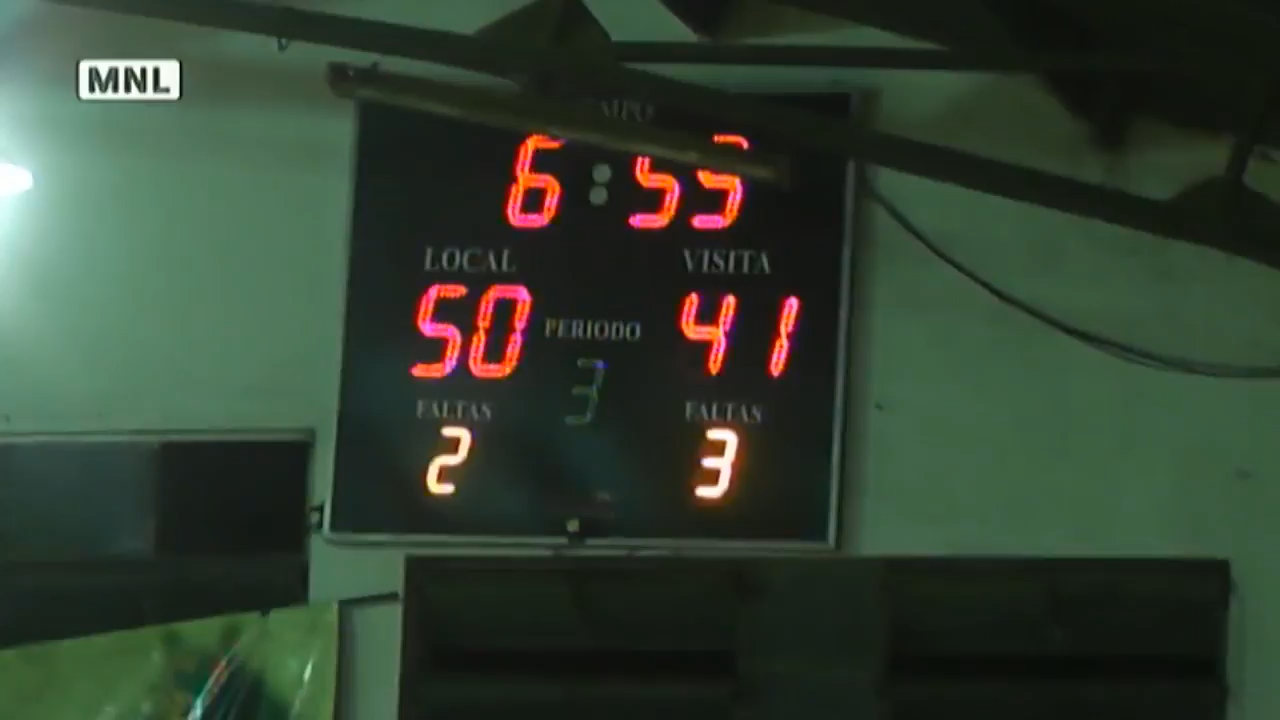 MNL
6:55
LOCAL VISITA
50 PERIODO 41
3
FALTAS FALTAS
2 3